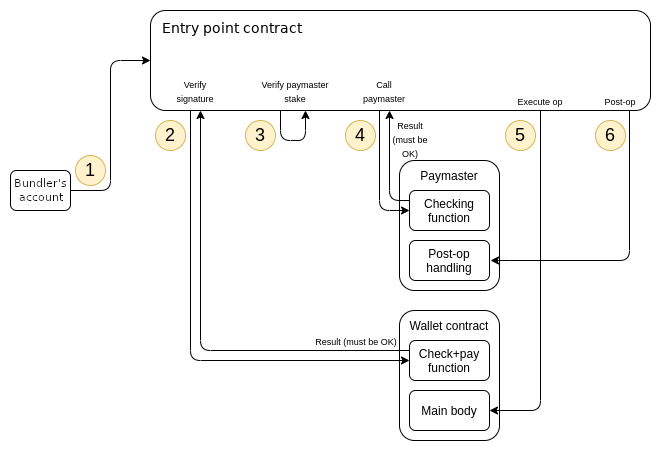 Entry point contract
Verify
signature
Verify paymaster
stake
Call
paymaster
Execute op
Post-op
1
2
3
4
5
6
Result
(must be
OK)
Bundler's
account
Paymaster
Checking
function
Post-op
handling
Wallet contract
Result (must be OK)
Check+pay
function
Main body